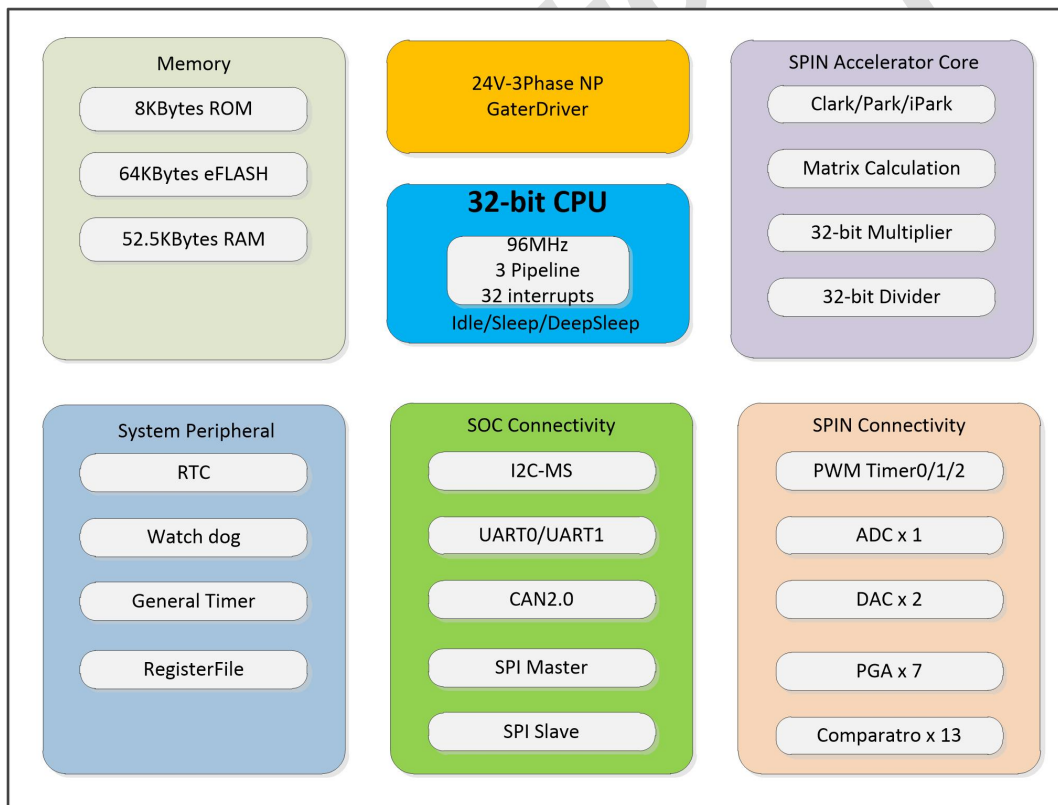 Memory
8KBytes ROM
64KBytes eFLASH
52.5KBytes RAM
24V-3Phase NP
GaterDriver
32-bit CPU
96MHz
3 Pipeline
32 interrupts
Idle/Sleep/DeepSleep
SPIN Accelerator Core
Clark/Park/iPark
Matrix Calculation
32-bit Multiplier
32-bit Divider
System Peripheral
RTC
Watch dog
General Timer
RegisterFile
SOC Connectivity
I2C-MS
UART0/UART1
CAN2.0
SPI Master
SPI Slave
SPIN Connectivity
PWM Timer0/1/2
ADC x 1
DAC x 2
PGA x 7
Comparatro x 13